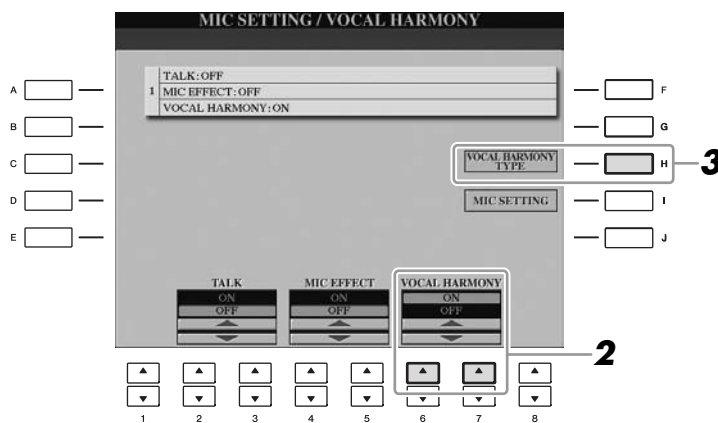 MIC SETTING / VOCAL HARMONY
TALK: OFF
1 MIC EFFECT: OFF
VOCAL HARMONY: ON
A
B
C
D
E
F
G
H
I
J
VOCAL HARMONY
TYPE
3
MIC SETTING
TALK
ON
OFF
MIC EFFECT
ON
OFF
VOCAL HARMONY
ON
OFF
2
1 2 3 4 5 6 7 8